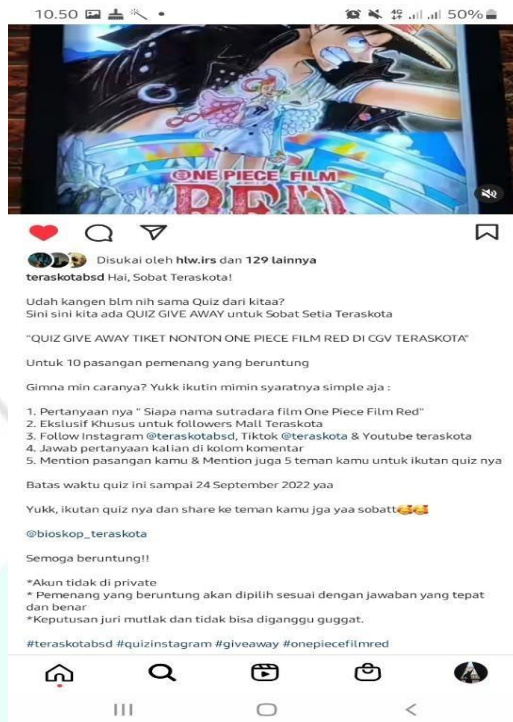 10.50
4G
50%
ONE PIECE FILM
RED
Disukai oleh hlw.irs dan 129 lainnya
teraskotabsd Hai, Sobat Teraskota!
Udah kangen blm nih sama Quiz dari kitaa?
Sini sini kita ada QUIZ GIVE AWAY untuk Sobat Setia Teraskota
"QUIZ GIVE AWAY TIKET NONTON ONE PIECE FILM RED DI CGV TERASKOTA"
Untuk 10 pasangan pemenang yang beruntung
Gimna min caranya? Yukk ikutin mimin syaratnya simple aja :
1. Pertanyaan nya " Siapa nama sutradara film One Piece Film Red"
2. Ekslusif Khusus untuk followers Mall Teraskota
3. Follow Instagram @teraskotabsd, Tiktok @teraskota & Youtube teraskota
4. Jawab pertanyaan kalian di kolom komentar
5. Mention pasangan kamu & Mention juga 5 teman kamu untuk ikutan quiz nya
Batas waktu quiz ini sampai 24 September 2022 yaa
Yukk, ikutan quiz nya dan share ke teman kamu jga yaa sobatt🥰🥰
@bioskop_teraskota
Semoga beruntung!!
*Akun tidak di private
* Pemenang yang beruntung akan dipilih sesuai dengan jawaban yang tepat
dan benar
*Keputusan juri mutlak dan tidak bisa diganggu guggat.
#teraskotabsd #quizinstagram #giveaway #onepiecefilmred